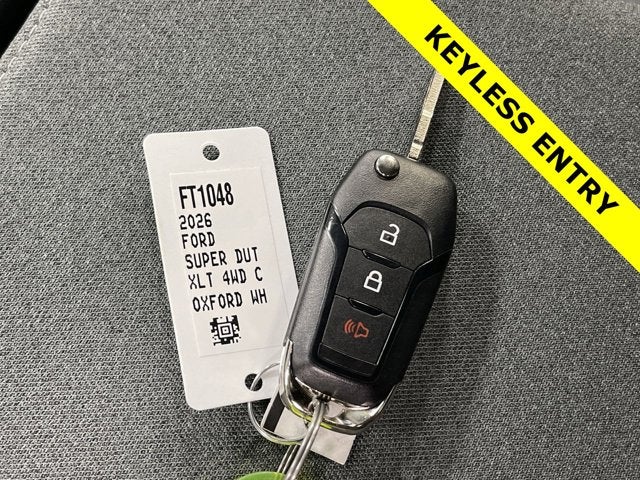 KEYLESS ENTRY
FT1048
2026
FORD
SUPER DUT
XLT 4WD C
OXFORD WH